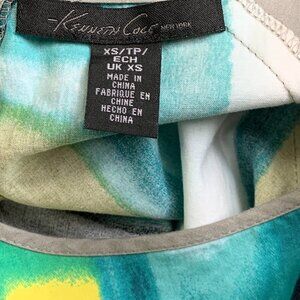 Kenneth Cole NEW YORK
XS/TP/
ECH
UK XS
MADE IN
CHINA
FABRIQUE EN
CHINE
HECHO EN
CHINA